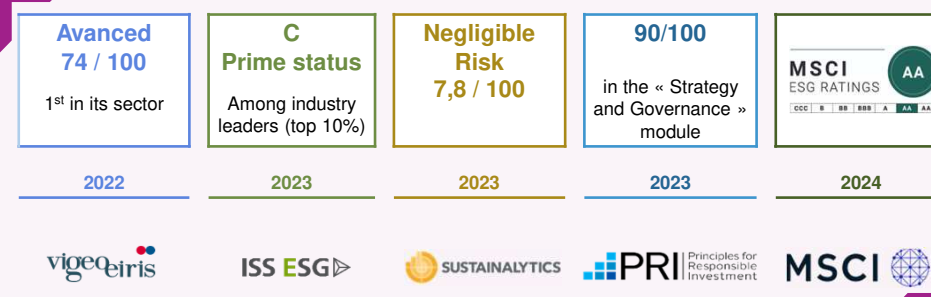 Avanced
74 / 100
1st in its sector
C
Prime status
Among industry
leaders (top 10%)
Negligible
Risk
7,8 / 100
90/100
in the « Strategy
and Governance »
module
MSCI
ESG RATINGS
AA
CCC B BB BBB A AA AA
2022
2023
2023
2023
2024
vigeoeiris
ISS ESG
SUSTAINALYTICS
PRI Principles for
Responsible
Investment
MSCI